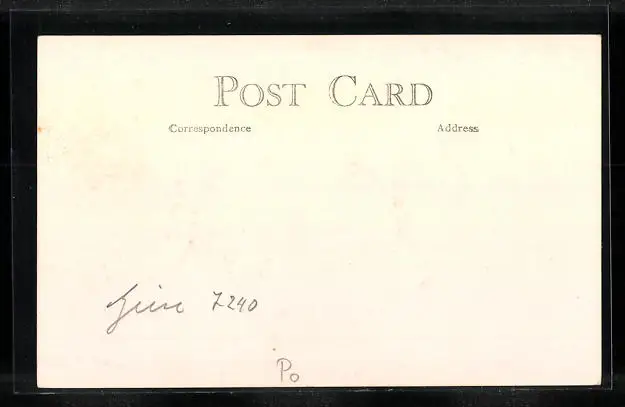 POST CARD
Correspondence Address
7240
Po